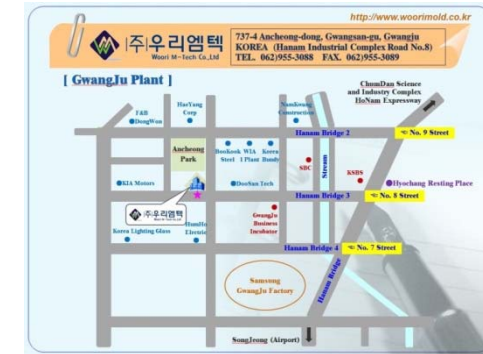 http://www.woorimold.co.kr
(주)우리엠텍
Woori M-Tech Co.,Ltd
737-4 Ancheong-dong, Gwangsan-gu, Gwangju
KOREA (Hanam Industrial Complex Road No.8)
TEL. 062)955-3088 FAX. 062)955-3089
[ GwangJu Plant ]
ChumDan Science
and Industry Complex
HoNam Expressway
HaeYang
Corp
NamKwang
Construction
F&B
DongWon
Hanam Bridge 2
No. 9 Street
Ancheong
Park
BooKook
Steel
WIA
I Plant
Korea
Bundy
Stream
SBC
KSBS
KIA Motors
DooSan Tech
Hyochang Resting Place
Hanam Bridge 3
No. 8 Street
(주)우리엠텍
GwangJu
Business
Incubator
Korea Lighting Glass
Electric
Hanam Bridge 4
No. 7 Street
Samsung
GwangJu Factory
Hanam Bridge
SongJeong (Airport)